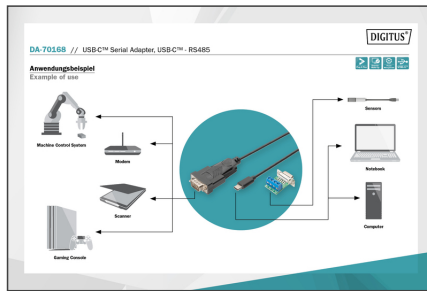 DIGITUS®
DA-70168 // USB-C™ Serial Adapter, USB-C™ - RS485
Anwendungsbeispiel
Example of use
Machine Control System
Modem
Scanner
Gaming Console
Sensors
Notebook
Computer